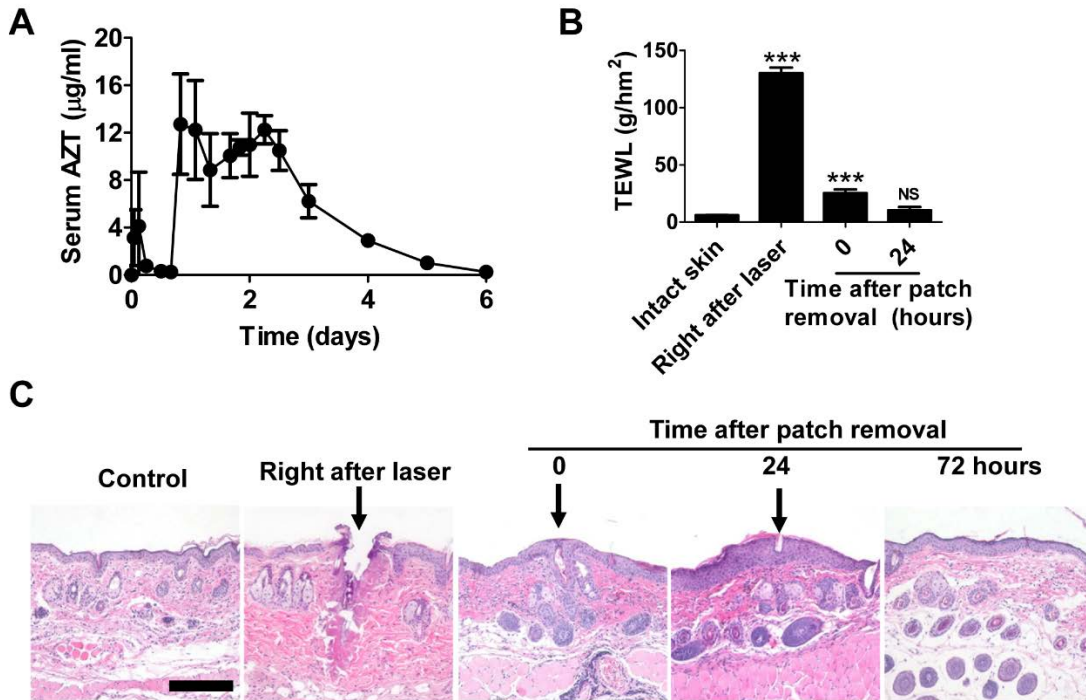 A
Serum AZT (µg/ml)
20
16
12
8
4
0
0 2 4 6
Time (days)
B
TEWL (g/hm²)
150
100
50
0
***
***
NS
Intact skin
Right after laser
0
24
Time after patch
removal (hours)
C
Time after patch removal
Control
Right after laser
0
24
72 hours